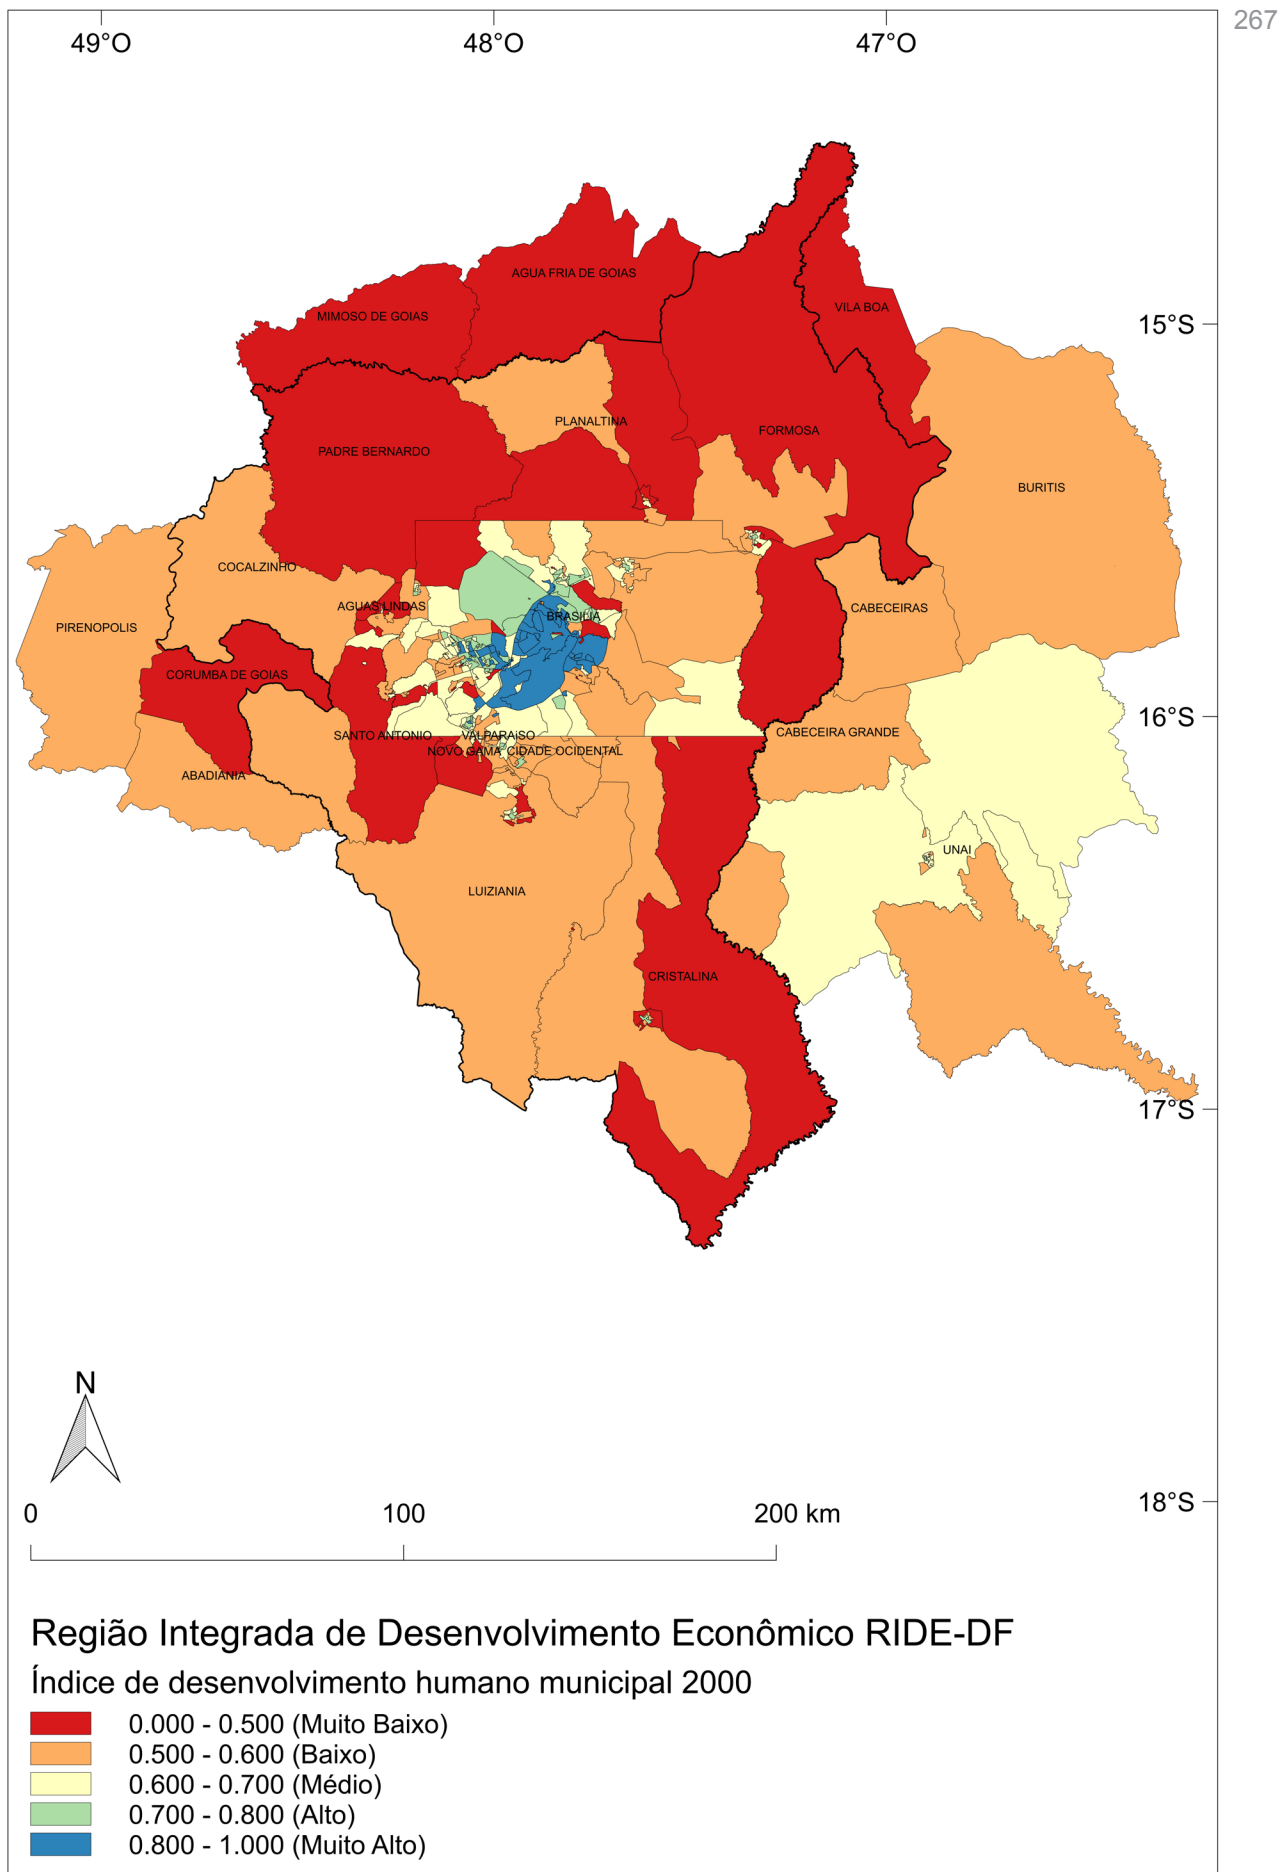 267
49°O 48°O 47°O
AGUA FRIA DE GOIAS
MIMOSO DE GOIAS
VILA BOA
15°S
PLANALTINA
FORMOSA
PADRE BERNARDO
BURITIS
COCALZINHO
AGUAS LINDAS
CABECEIRAS
BRASILIA
PIRENOPOLIS
CORUMBA DE GOIAS
16°S
SANTO ANTONIO
VALPARAiSO
CABECEIRA GRANDE
NOVO GAMA
CIDADE OCIDENTAL
ABADIANIA
UNAI
LUIZIANIA
CRISTALINA
17°S
N
18°S
0 100 200 km
Região Integrada de Desenvolvimento Econômico RIDE-DF
Índice de desenvolvimento humano municipal 2000
0.000 - 0.500 (Muito Baixo)
0.500 - 0.600 (Baixo)
0.600 - 0.700 (Médio)
0.700 - 0.800 (Alto)
0.800 - 1.000 (Muito Alto)